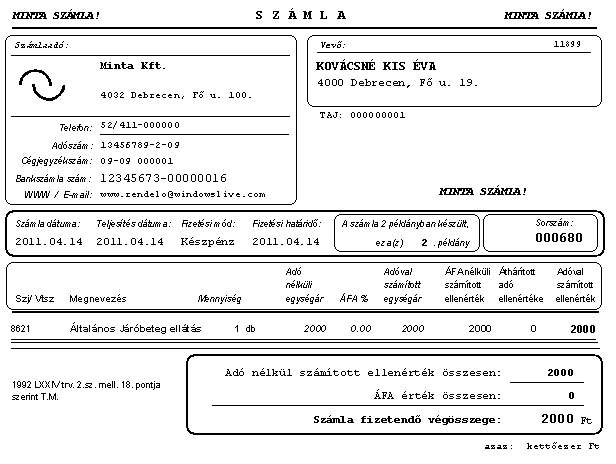 MINTA SZÁMLA! SZÁMLA MINTA SZÁMLA!
Számlaadó:
Minta Kft.
4032 Debrecen, Fő u. 100.
Telefon: 52/411-000000
Adószám: 13456789-2-09
Cégjegyzékszám: 09-09 000001
Bankszámla szám: 12345673-00000016
WWW / E-mail: www.rendelo@windowslive.com
Vevő: 11899
KOVÁCSNÉ KIS ÉVA
4000 Debrecen, Fő u. 19.
TAJ: 000000001
MINTA SZÁMLA!
Számla dátuma: Teljesítés dátuma: Fizetési mód: Fizetési határidő:
2011.04.14 2011.04.14 Készpénz 2011.04.14
A számla 2 példányban készült,
ez a(z) 2 .példány
Sorszám:
000680
Szj/ Vtsz Megnevezés Mennyiség
Adó
nélküli
egységár
ÁFA %
Adóval
számított
egységár
ÁFAnélküli
számított
ellenérték
Áthárított
adó
ellenértéke
Adóval
számított
ellenérték
8621 Általános Járóbeteg ellátás 1 db 2000 0.00 2000 2000 0 2000
1992 LXXIV trv. 2.sz. mell. 18. pontja
szerint T.M.
Adó nélkül számított ellenérték összesen: 2000
ÁFA érték összesen: 0
Számla fizetendő végösszege: 2000 Ft
azaz: kettőezer Ft